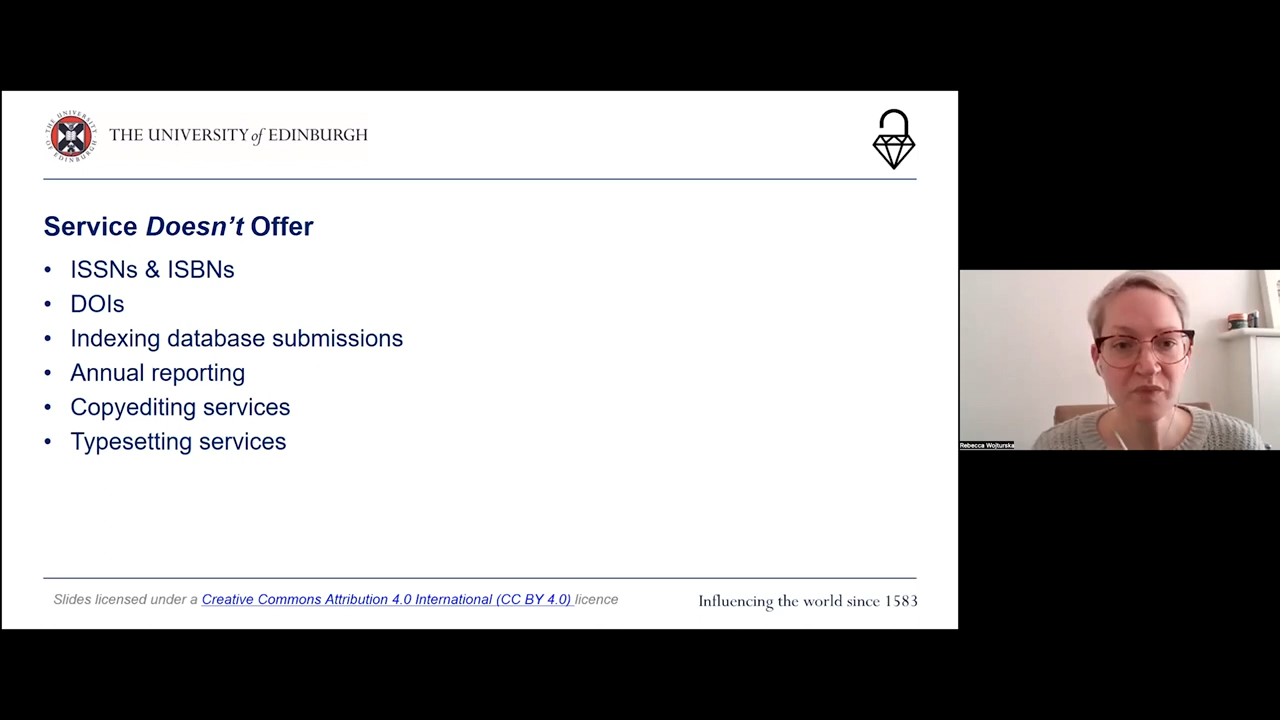 THE UNIVERSITY of EDINBURGH
Service Doesn’t Offer
• ISSNs & ISBNs
• DOIs
• Indexing database submissions
• Annual reporting
• Copyediting services
• Typesetting services
Slides licensed under a Creative Commons Attribution 4.0 International (CC BY 4.0) licence
Influencing the world since 1583
Rebecca Wojturska